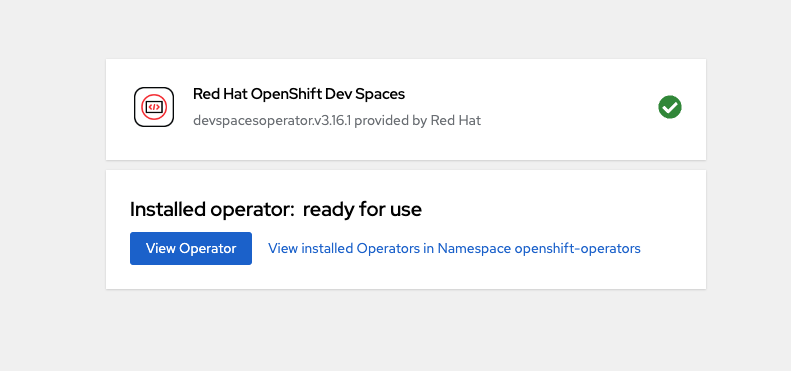 Red Hat OpenShift Dev Spaces
devspacesoperator.v3.16.1 provided by Red Hat
Installed operator: ready for use
View Operator
View installed Operators in Namespace openshift-operators